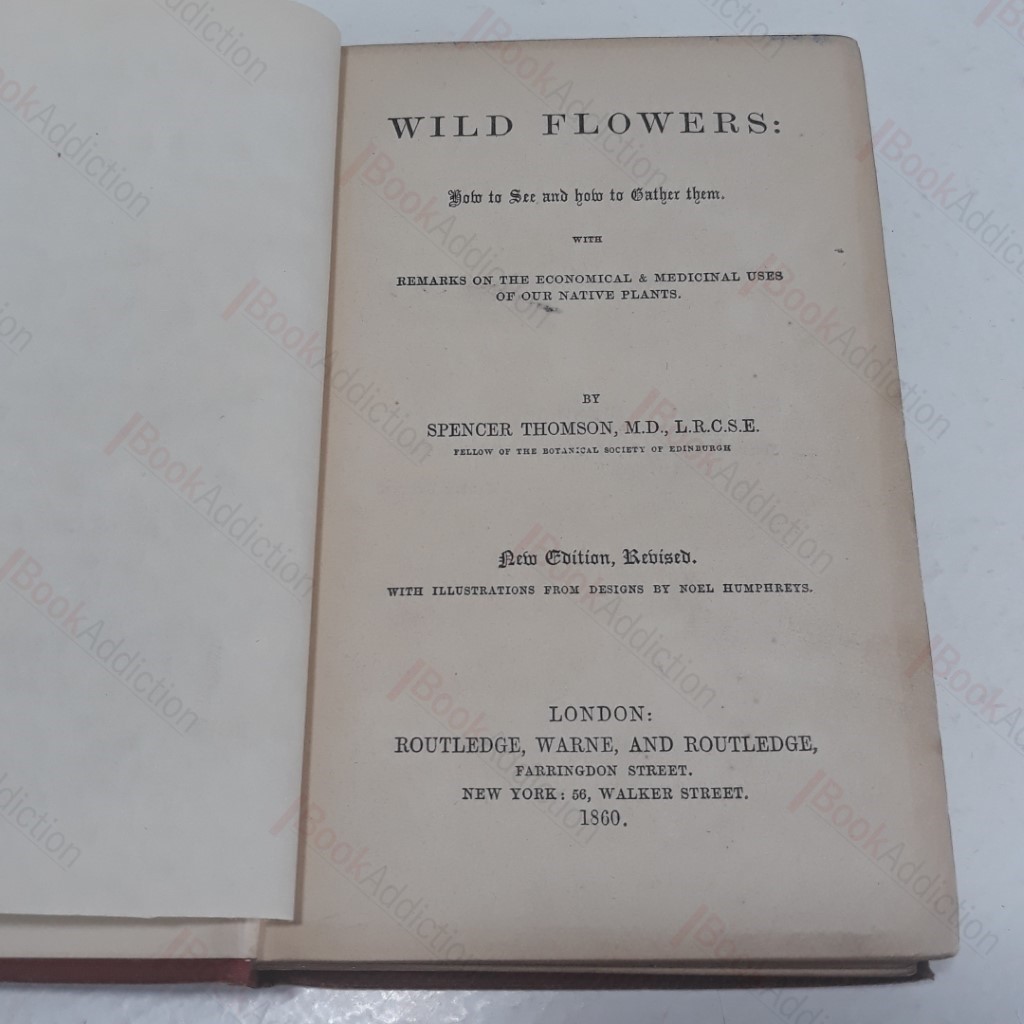 WILD FLOWERS:
How to See and how to Gather them.
WITH
REMARKS ON THE ECONOMICAL & MEDICINAL USES
OF OUR NATIVE PLANTS.
BY
SPENCER THOMSON, M.D., L.R.C.S.E.
FELLOW OF THE BOTANICAL SOCIETY OF EDINBURGH
New Edition, Revised.
WITH ILLUSTRATIONS FROM DESIGNS BY NOEL HUMPHREYS.
LONDON:
ROUTLEDGE, WARNE, AND ROUTLEDGE,
FARRINGDON STREET.
NEW YORK: 56, WALKER STREET.
1860.
BookAddiction